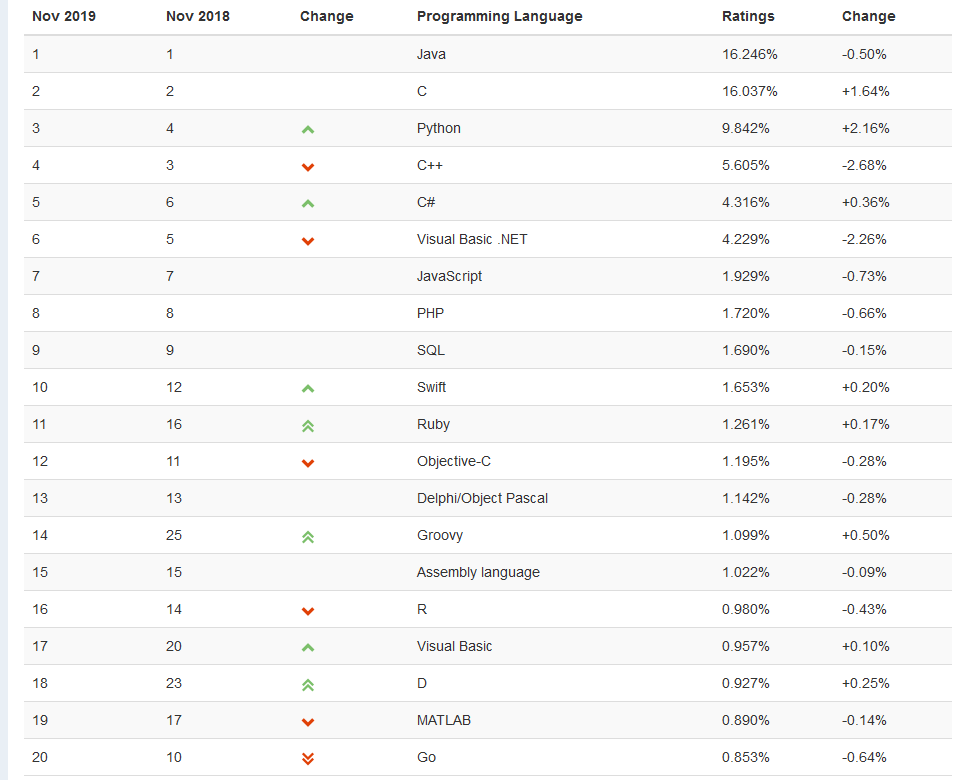 Nov 2019 Nov 2018 Change Programming Language Ratings Change
1 1 Java 16.246% -0.50%
2 2 C 16.037% +1.64%
3 4 Python 9.842% +2.16%
4 3 C++ 5.605% -2.68%
5 6 C# 4.316% +0.36%
6 5 Visual Basic .NET 4.229% -2.26%
7 7 JavaScript 1.929% -0.73%
8 8 PHP 1.720% -0.66%
9 9 SQL 1.690% -0.15%
10 12 Swift 1.653% +0.20%
11 16 Ruby 1.261% +0.17%
12 11 Objective-C 1.195% -0.28%
13 13 Delphi/Object Pascal 1.142% -0.28%
14 25 Groovy 1.099% +0.50%
15 15 Assembly language 1.022% -0.09%
16 14 R 0.980% -0.43%
17 20 Visual Basic 0.957% +0.10%
18 23 D 0.927% +0.25%
19 17 MATLAB 0.890% -0.14%
20 10 Go 0.853% -0.64%